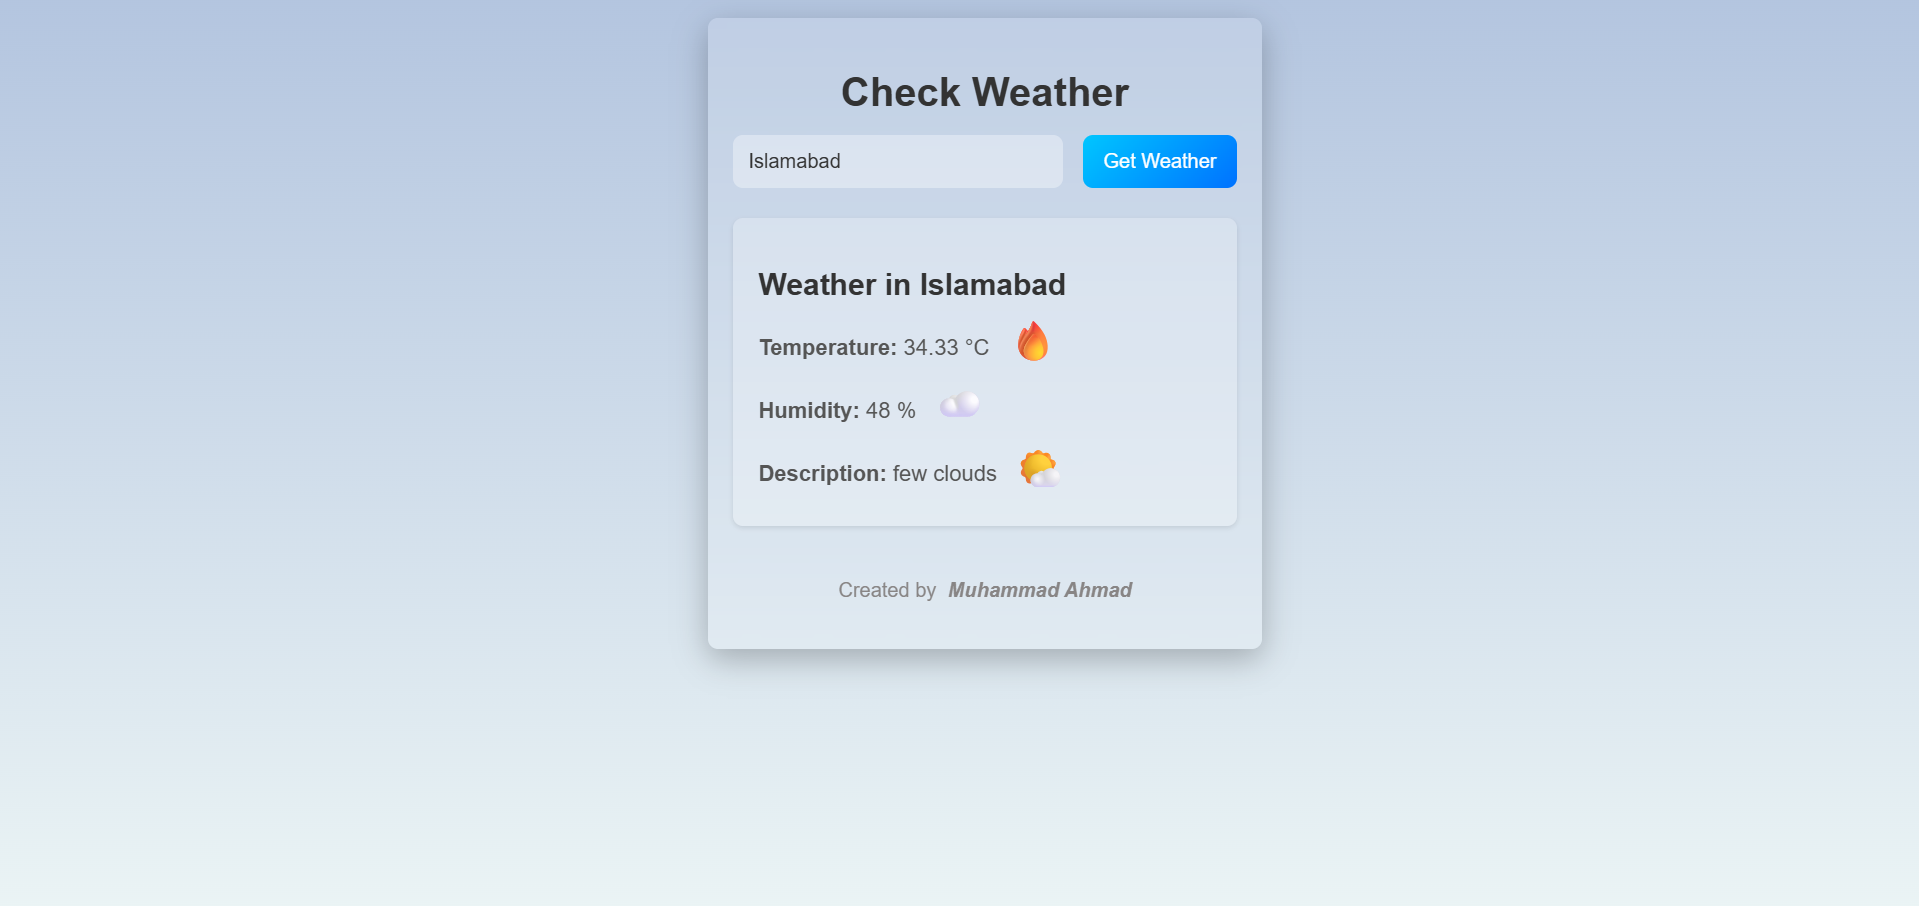 Check Weather
Islamabad
Get Weather
Weather in Islamabad
Temperature: 34.33 °C
Humidity: 48 %
Description: few clouds
Created by Muhammad Ahmad